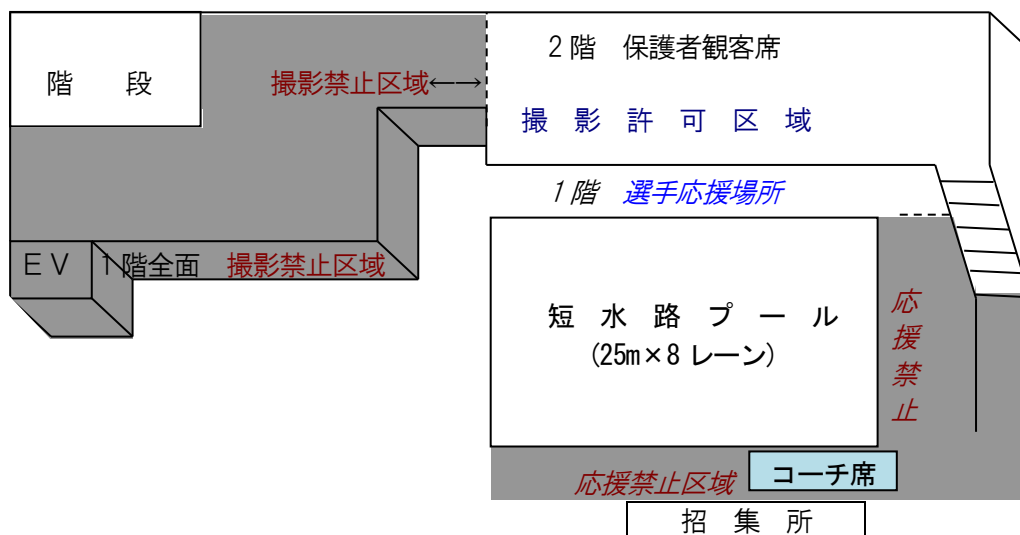 2階　保護者観客席
階　段
撮影禁止区域←→
撮 影 許 可 区 域
1階　選手応援場所
ＥＶ
1階全面　撮影禁止区域
短 水 路 プ ー ル
(25m×8 レーン)
応援禁止
応援禁止区域
コーチ席
招 集 所